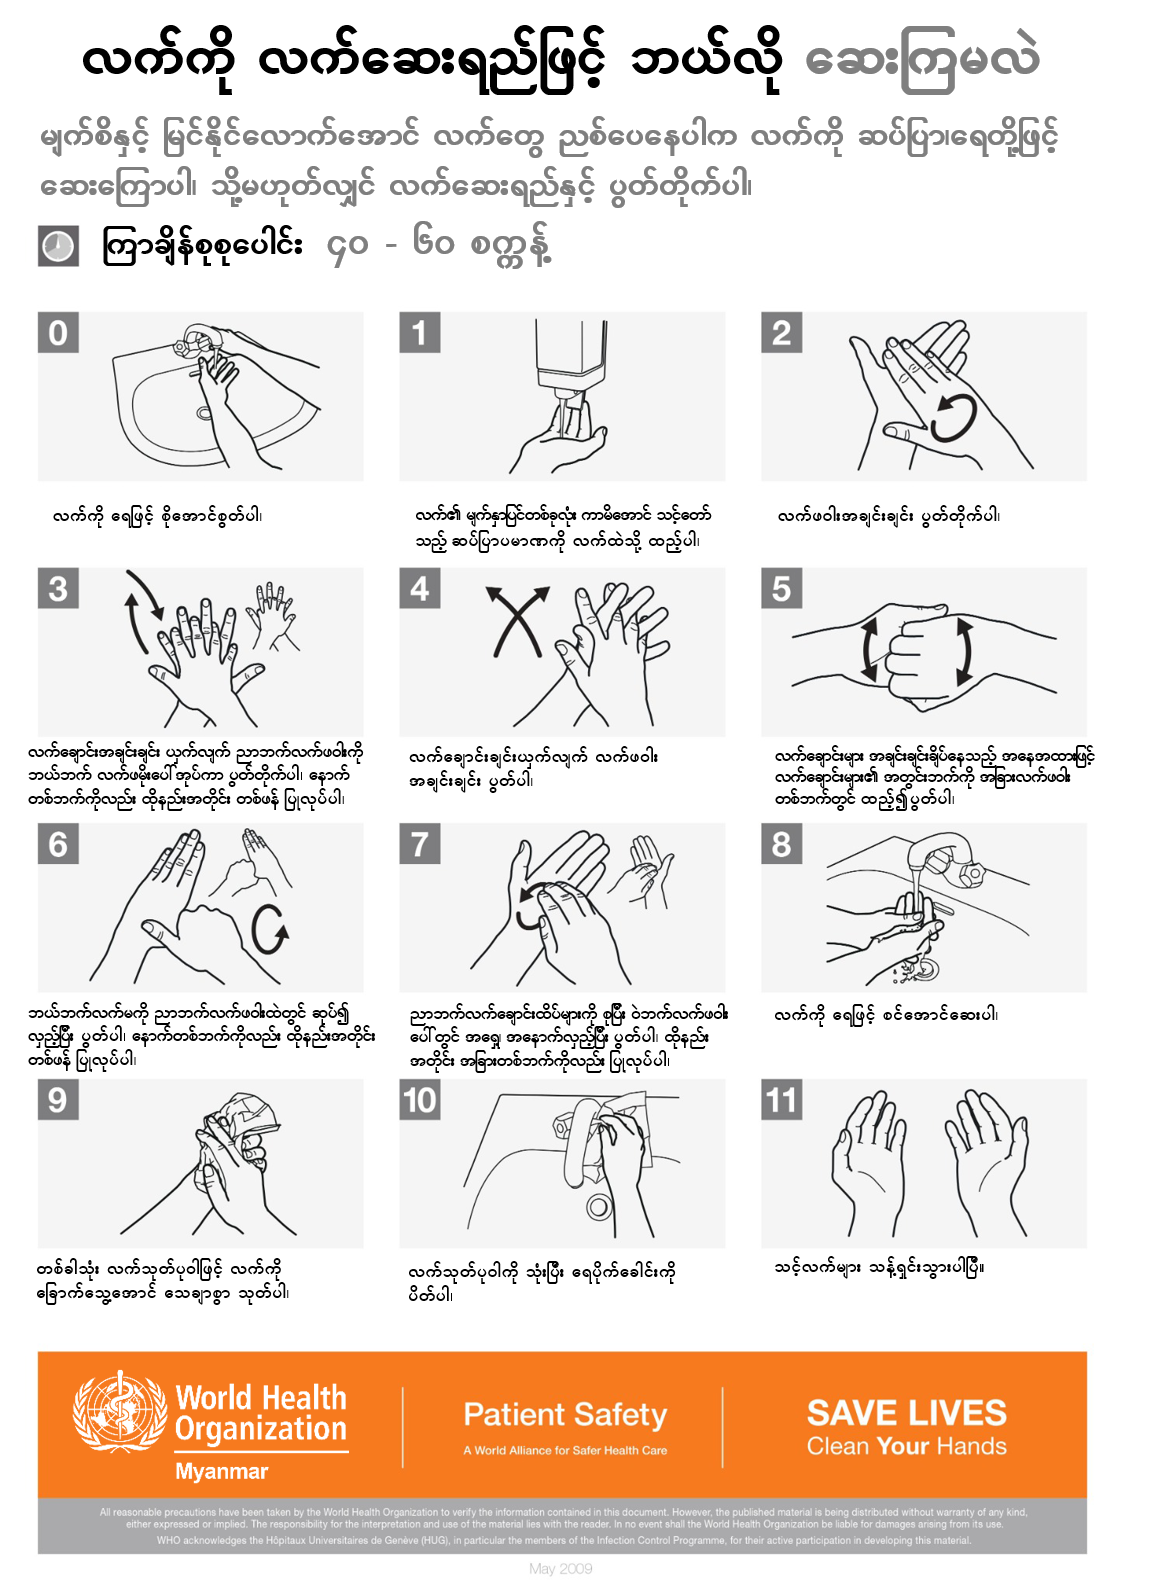 လက်ကို လက်ဆေးရည်ဖြင့် ဘယ်လို ဆေးကြမလဲ
မျက်စိနှင့် မြင်နိုင်လောက်အောင် လက်တွေ ညစ်ပေနေပါက လက်ကို ဆပ်ပြာ၊ရေတို့ဖြင့်
ဆေးကြောပါ၊ သို့မဟုတ်လျှင် လက်ဆေးရည်နှင့် ပွတ်တိုက်ပါ၊
ကြာချိန်စုစုပေါင်း ၄၀ - ၆၀ စက္ကန့်
0
လက်ကို ရေဖြင့် စိုအောင်စွတ်ပါ၊
1
လက်၏ မျက်နှာပြင်တစ်ခုလုံး ကာမိအောင် သင့်တော်
သည့် ဆပ်ပြာပမာဏကို လက်ထဲသို့ ထည့်ပါ၊
2
လက်ဖဝါးအချင်းချင်း ပွတ်တိုက်ပါ၊
3
လက်ချောင်းအချင်းချင်း ယှက်လျက် ညာဘက်လက်ဖဝါးကို
ဘယ်ဘက် လက်ဖမိုးပေါ်အုပ်ကာ ပွတ်တိုက်ပါ၊ နောက်
တစ်ဘက်ကိုလည်း ထိုနည်းအတိုင်း တစ်ဖန် ပြုလုပ်ပါ၊
4
လက်ချောင်းချင်းယှက်လျက် လက်ဖဝါး
အချင်းချင်း ပွတ်ပါ၊
5
လက်ချောင်းများ အချင်းချင်းချိပ်နေသည့် အနေအထားဖြင့်
လက်ချောင်းများ၏ အတွင်းဘက်ကို အခြားလက်ဖဝါး
တစ်ဘက်တွင် ထည့်၍ပွတ်ပါ၊
6
ဘယ်ဘက်လက်မကို ညာဘက်လက်ဖဝါးထဲတွင် ဆုပ်၍
လှည့်ပြီး ပွတ်ပါ၊ နောက်တစ်ဘက်ကိုလည်း ထိုနည်းအတိုင်း
တစ်ဖန် ပြုလုပ်ပါ၊
7
ညာဘက်လက်ချောင်းထိပ်များကို စုပြီး ဝဲဘက်လက်ဖဝါး
ပေါ်တွင် အရှေ့ အနောက်လှည့်ပြီး ပွတ်ပါ၊ ထိုနည်း
အတိုင်း အခြားတစ်ဘက်ကိုလည်း ပြုလုပ်ပါ၊
8
လက်ကို ရေဖြင့် စင်အောင်ဆေးပါ၊
9
တစ်ခါသုံး လက်သုတ်ပုဝါဖြင့် လက်ကို
ခြောက်သွေ့အောင် သေချာစွာ သုတ်ပါ၊
10
လက်သုတ်ပုဝါကို သုံးပြီး ရေပိုက်ခေါင်းကို
ပိတ်ပါ၊
11
သင့်လက်များ သန့်ရှင်းသွားပါပြီ။
World Health
Organization
Myanmar
Patient Safety
A World Alliance for Safer Health Care
SAVE LIVES
Clean Your Hands
All reasonable precautions have been taken by the World Health Organization to verify the information contained in this document. However, the published material is being distributed without warranty of any kind,
either expressed or implied. The responsibility for the interpretation and use of the material lies with the reader. In no event shall the World Health Organization be liable for damages arising from its use.
WHO acknowledges the Hôpitaux Universitaires de Genève (HUG), in particular the members of the Infection Control Programme, for their active participation in developing this material.
May 2009